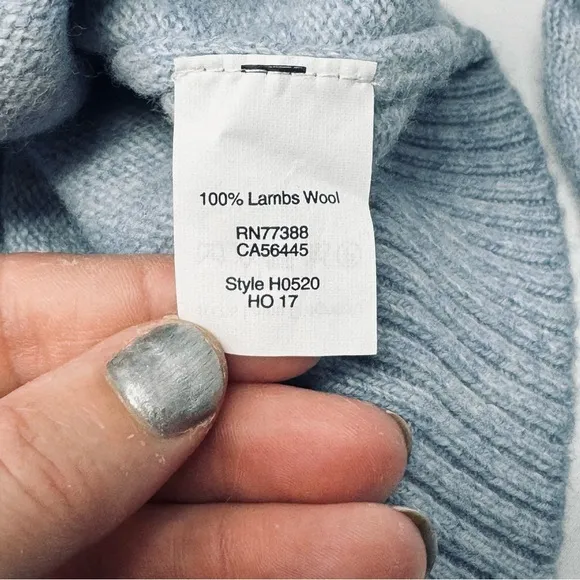 100% Lambs Wool
RN77388
CA56445
Style H0520
HO 17